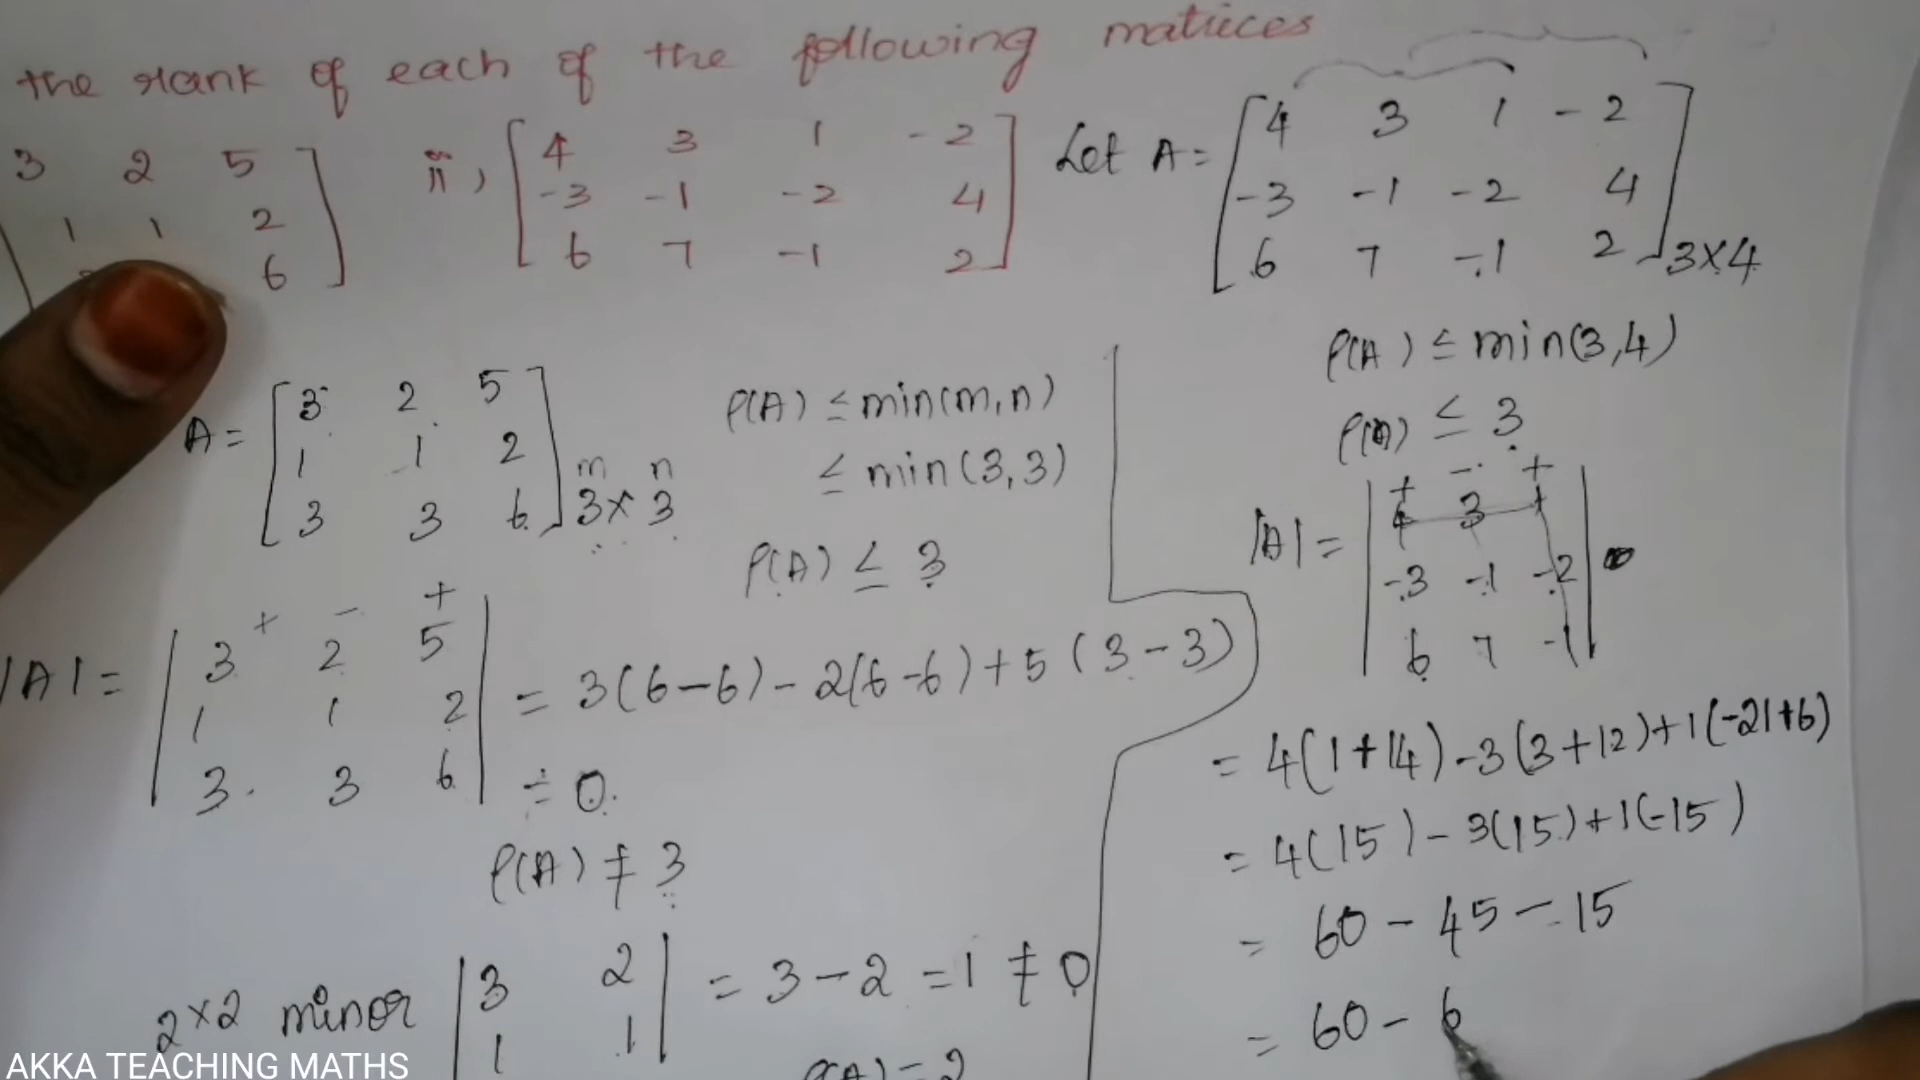 the rank of each of the following matrices
3 2 5
1 1 2
6
ii) 4 3 1 -2
-3 -1 -2 4
6 7 -1 2
Let A = 4 3 1 -2
-3 -1 -2 4
6 7 -1 2 3×4
A = 3 2 5
1 1 2
3 3 6
m n
3×3
ρ(A) ≤ min(m,n)
≤ min(3,3)
ρ(A) ≤ 3
|A| = | 3 2 5 |
+ - +
1 1 2
3 3 6
= 3(6-6) - 2(6-6) + 5(3-3)
= 0
ρ(A) ≠ 3
2×2 minor | 3 2 | = 3-2 = 1 ≠ 0
1 1
ρ(A) = 2
ρ(A) ≤ min(3,4)
ρ(A) ≤ 3
+ - +
|A| = | 4 3 1 |
-3 -1 -2
6 7 -1
= 4(1+14) -3(3+12)+1(-21+6)
= 4(15) - 3(15) + 1(-15)
= 60 - 45 - 15
= 60 - 6
AKKA TEACHING MATHS